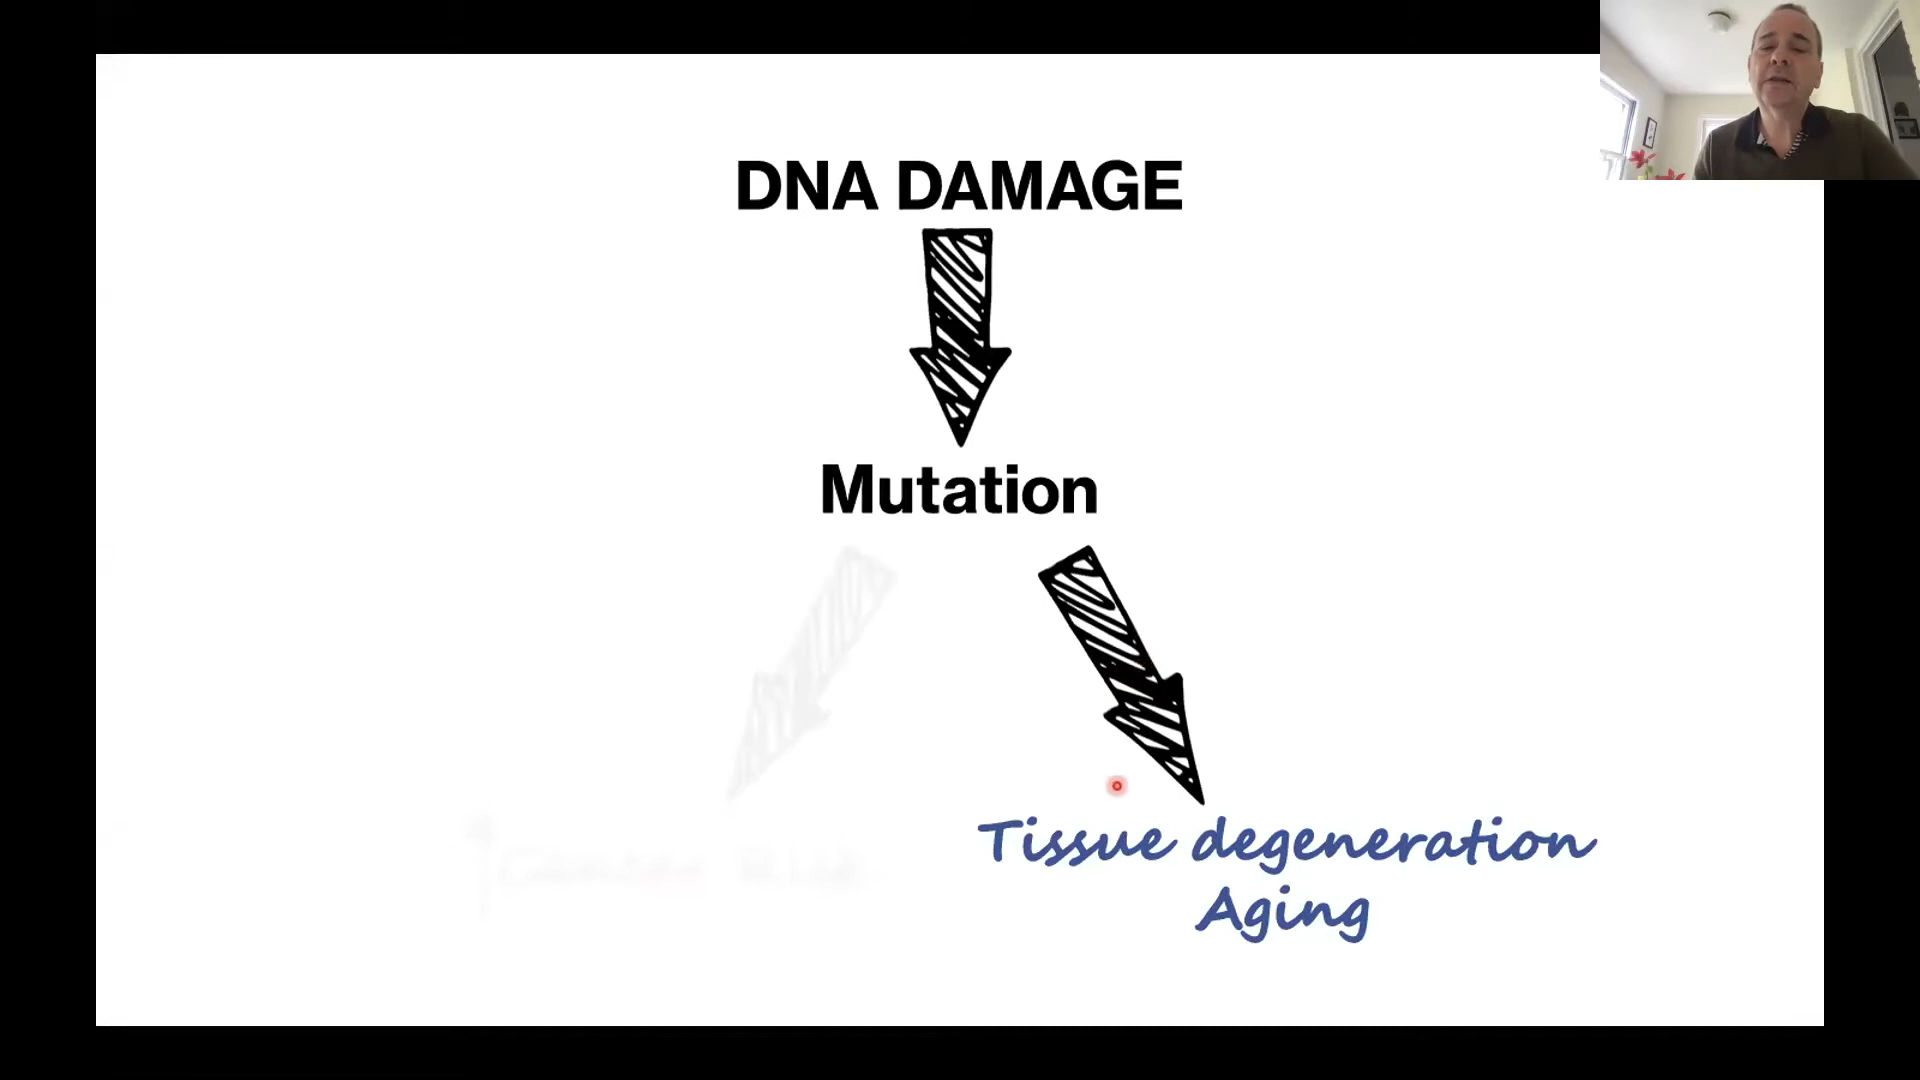 DNA DAMAGE
Mutation
Tissue degeneration
Aging